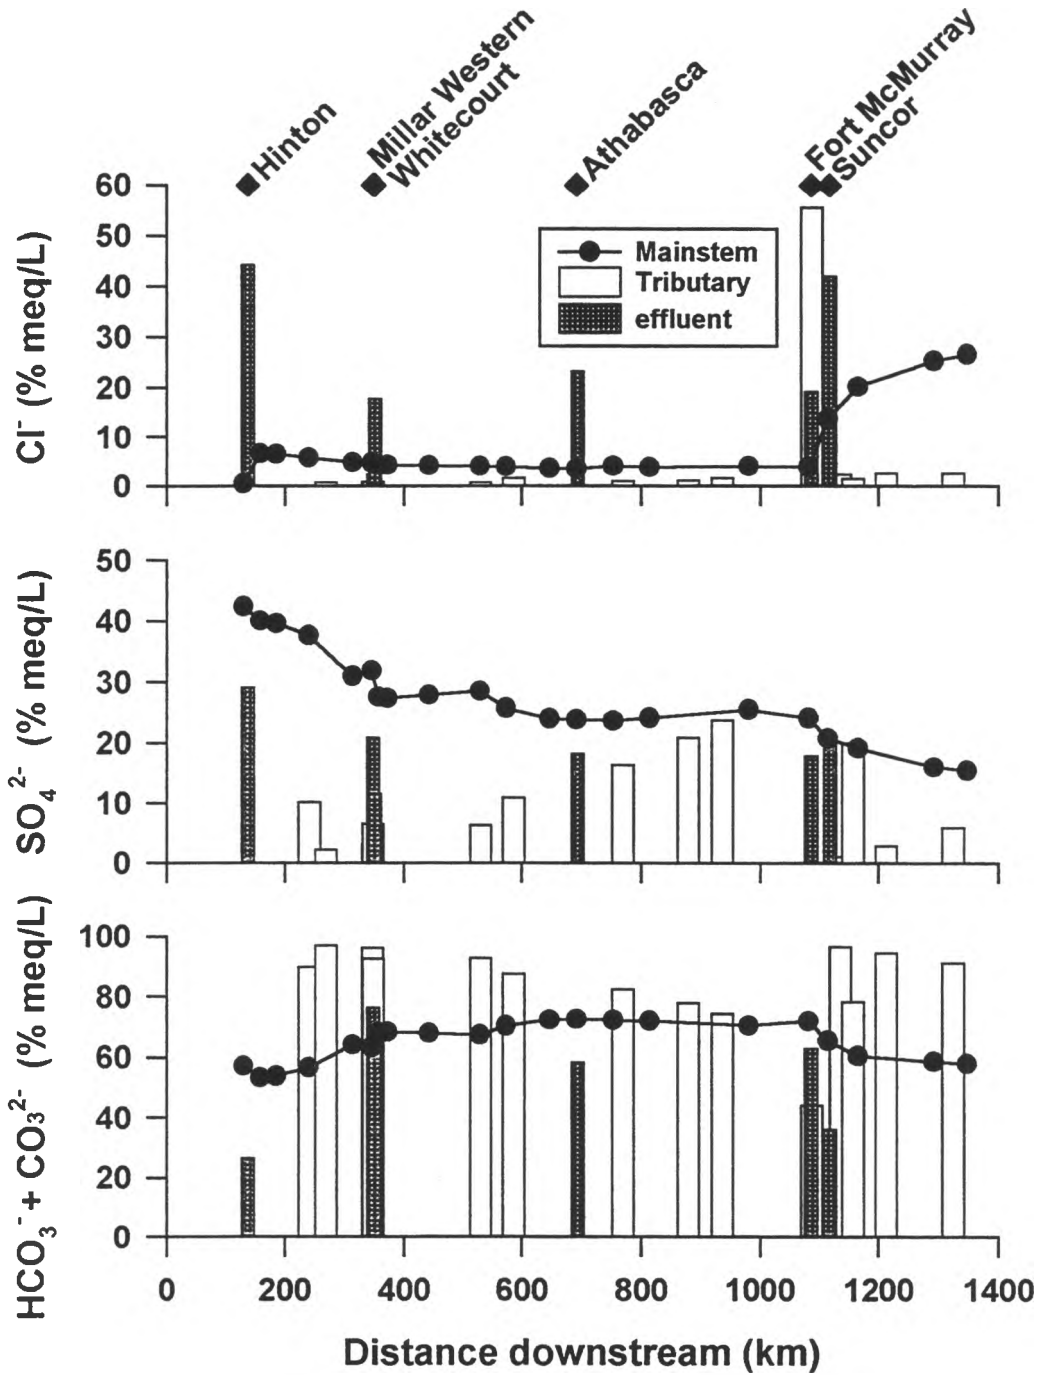 Hinton
Millar Western
Whitecourt
Athabasca
Fort McMurray
Suncor
Cl⁻ (% meq/L)
60
50
40
30
20
10
0
Mainstem
Tributary
effluent
SO₄²⁻ (% meq/L)
50
40
30
20
10
0
HCO₃⁻ + CO₃²⁻ (% meq/L)
100
80
60
40
20
0
0 200 400 600 800 1000 1200 1400
Distance downstream (km)